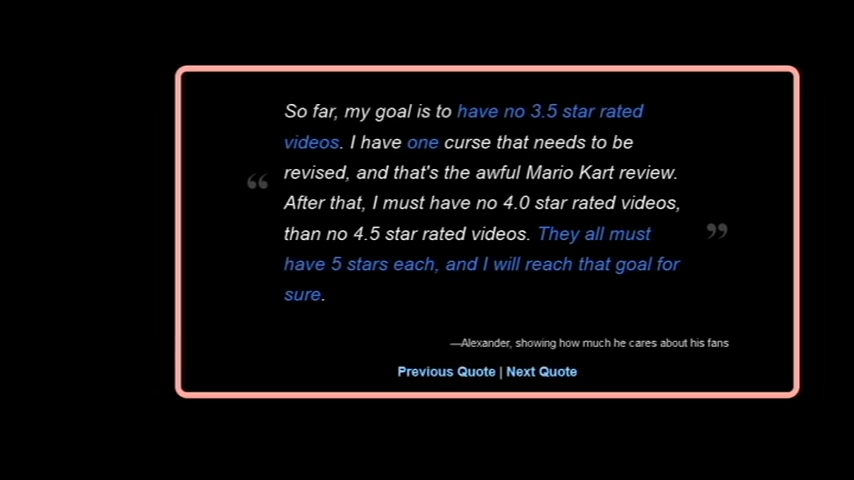 So far, my goal is to have no 3.5 star rated
videos. I have one curse that needs to be
revised, and that's the awful Mario Kart review.
“
After that, I must have no 4.0 star rated videos,
than no 4.5 star rated videos. They all must
”
have 5 stars each, and I will reach that goal for
sure.
—Alexander, showing how much he cares about his fans
Previous Quote | Next Quote